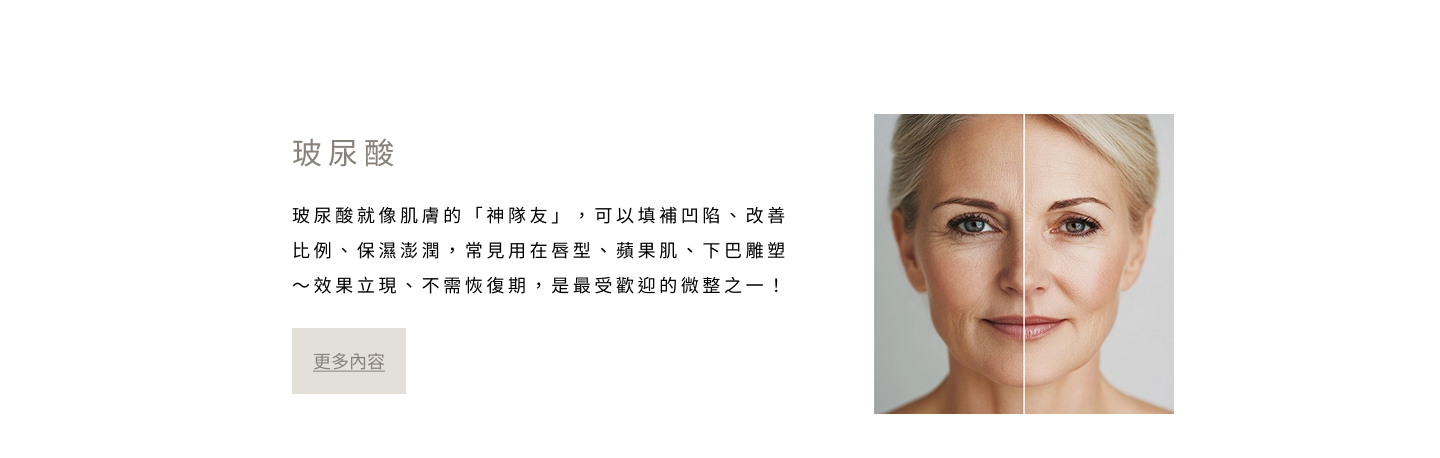 玻尿酸
玻尿酸就像肌膚的「神隊友」，可以填補凹陷、改善
比例、保濕澎潤，常見用在唇型、蘋果肌、下巴雕塑
～效果立現、不需恢復期，是最受歡迎的微整之一！
更多內容